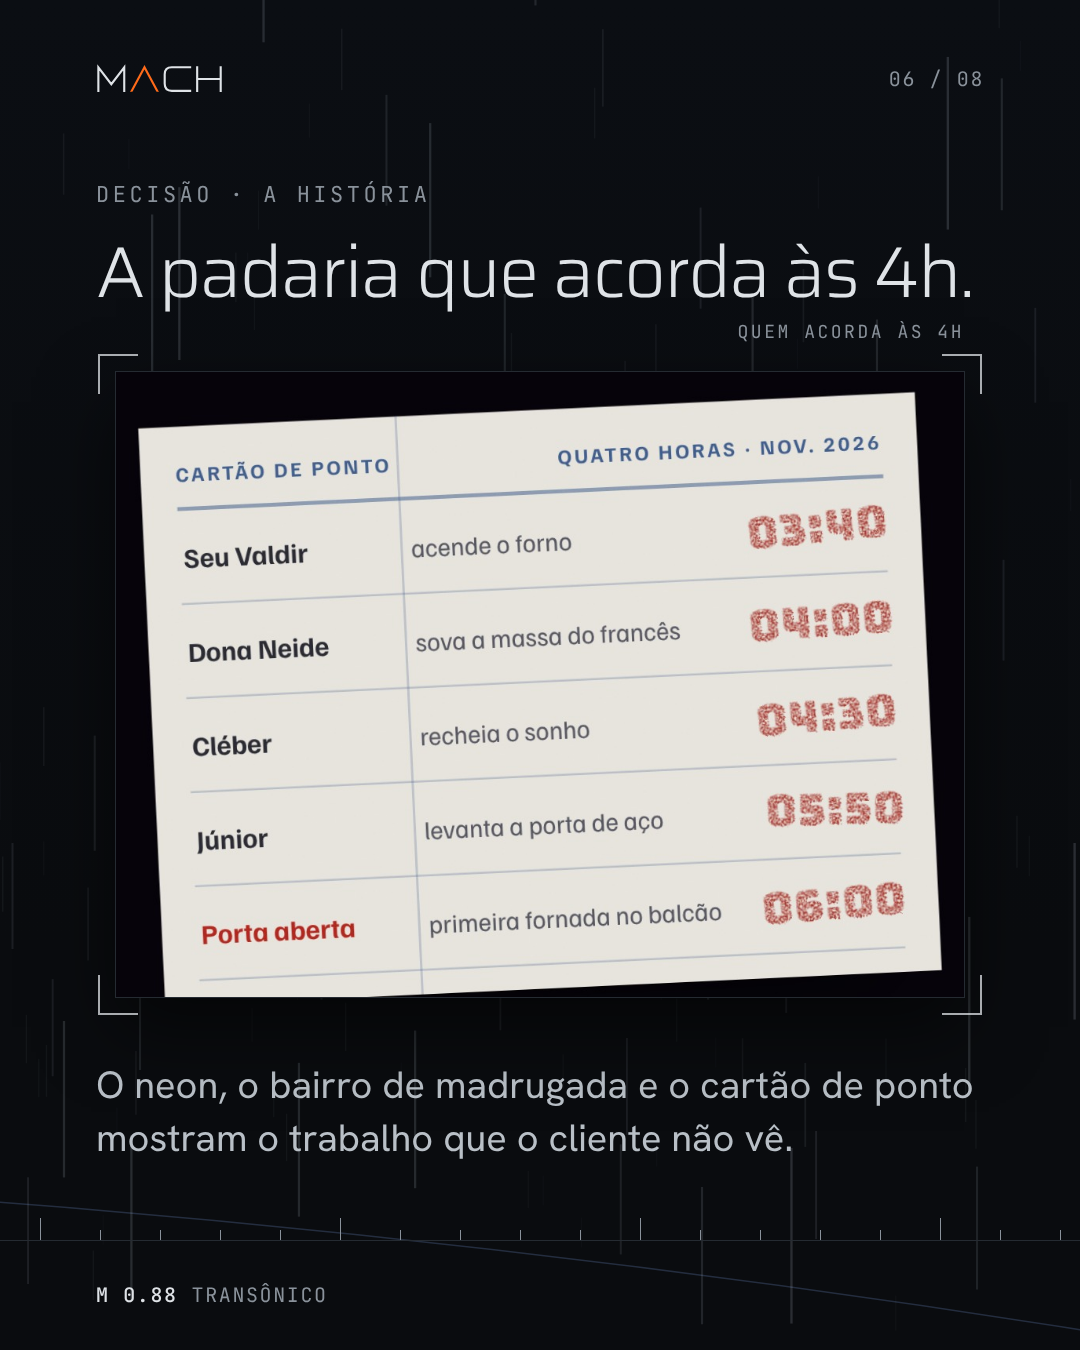 MACH
06 / 08
DECISÃO · A HISTÓRIA
A padaria que acorda às 4h.
QUEM ACORDA ÀS 4H
CARTÃO DE PONTO QUATRO HORAS · NOV. 2026
Seu Valdir acende o forno 03:40
Dona Neide sova a massa do francês 04:00
Cléber recheia o sonho 04:30
Júnior levanta a porta de aço 05:50
Porta aberta primeira fornada no balcão 06:00
O neon, o bairro de madrugada e o cartão de ponto
mostram o trabalho que o cliente não vê.
M 0.88 TRANSÔNICO